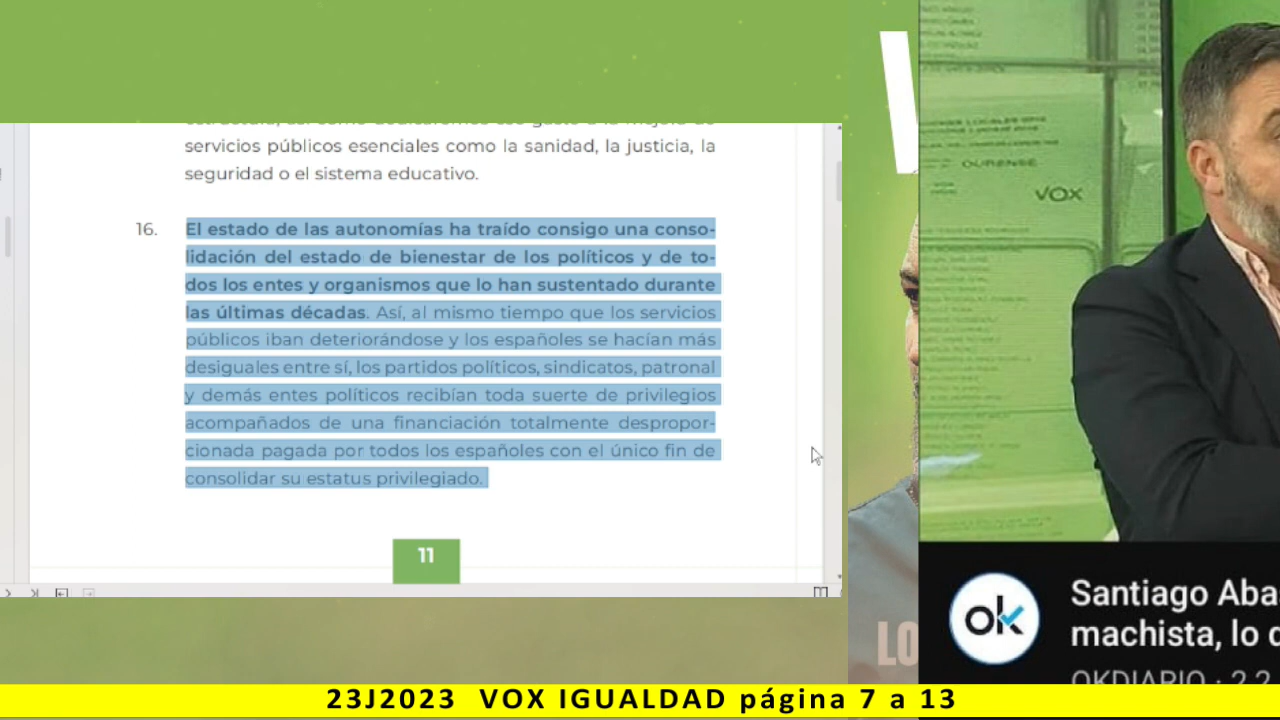 servicios públicos esenciales como la sanidad, la justicia, la
seguridad o el sistema educativo.
16. El estado de las autonomías ha traído consigo una conso-
lidación del estado de bienestar de los políticos y de to-
dos los entes y organismos que lo han sustentado durante
las últimas décadas. Así, al mismo tiempo que los servicios
públicos iban deteriorándose y los españoles se hacían más
desiguales entre sí, los partidos políticos, sindicatos, patronal
y demás entes políticos recibían toda suerte de privilegios
acompañados de una financiación totalmente despropor-
cionada pagada por todos los españoles con el único fin de
consolidar su estatus privilegiado.
11
LO
OURENSE
VOX
ok
Santiago Aba
machista, lo
OKDIARIO
23J2023 VOX IGUALDAD página 7 a 13